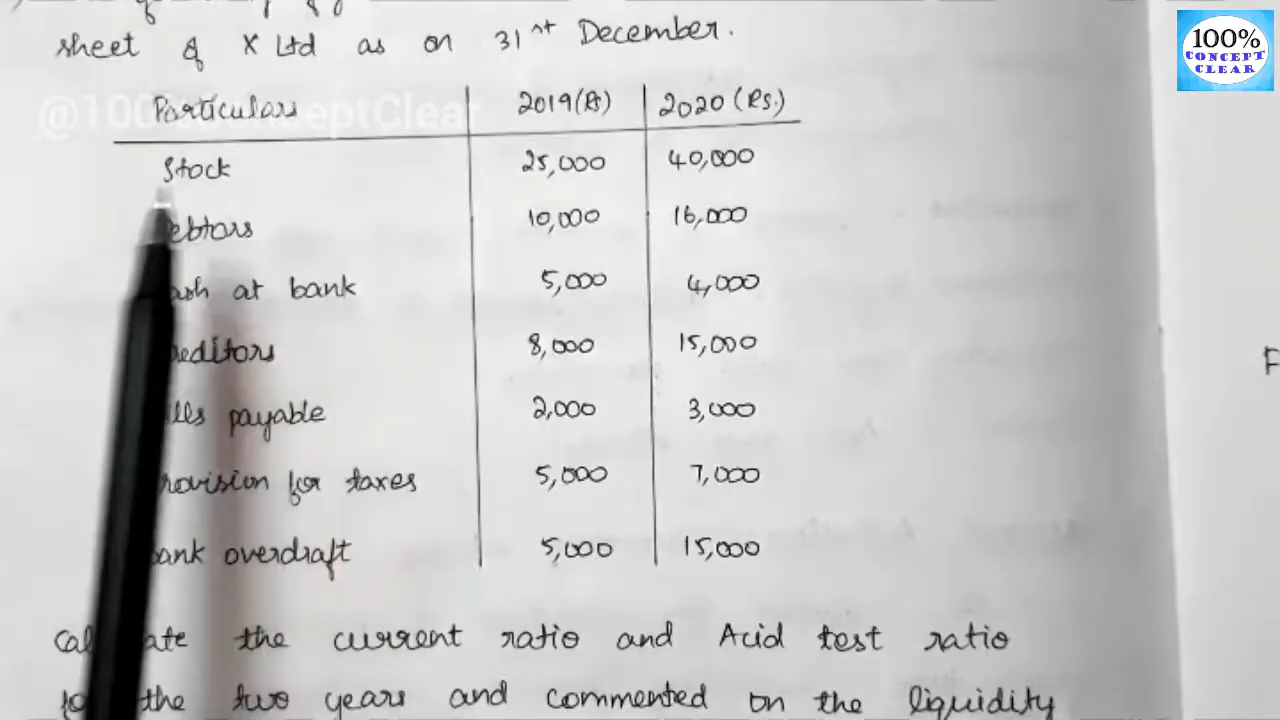 sheet of X Ltd as on 31st December.
Particulars 2019(Rs) 2020(Rs.)
Stock 25,000 40,000
ebtors 10,000 16,000
ash at bank 5,000 4,000
reditors 8,000 15,000
lls payable 2,000 3,000
rovision for taxes 5,000 7,000
bank overdraft 5,000 15,000
the current ratio and Acid test ratio
the two years and commented on the liquidity
100%
CONCEPT
CLEAR